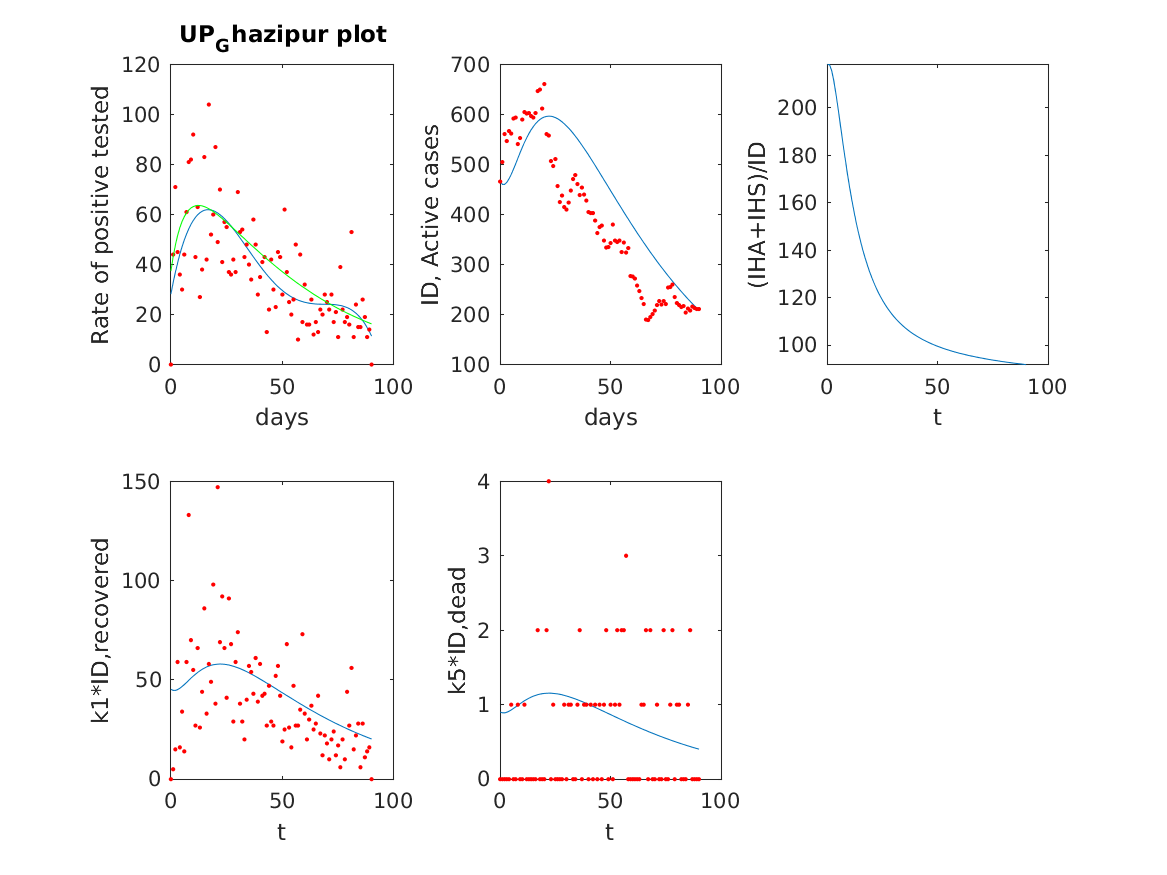 UP_Ghazipur plot
120
100
80
60
40
20
0
0 50 100
days
Rate of positive tested
700
600
500
400
300
200
100
0 50 100
days
ID, Active cases
200
180
160
140
120
100
0 50 100
t
(IHA+IHS)/ID
150
100
50
0
0 50 100
t
k1*ID,recovered
4
3
2
1
0
0 50 100
t
k5*ID,dead